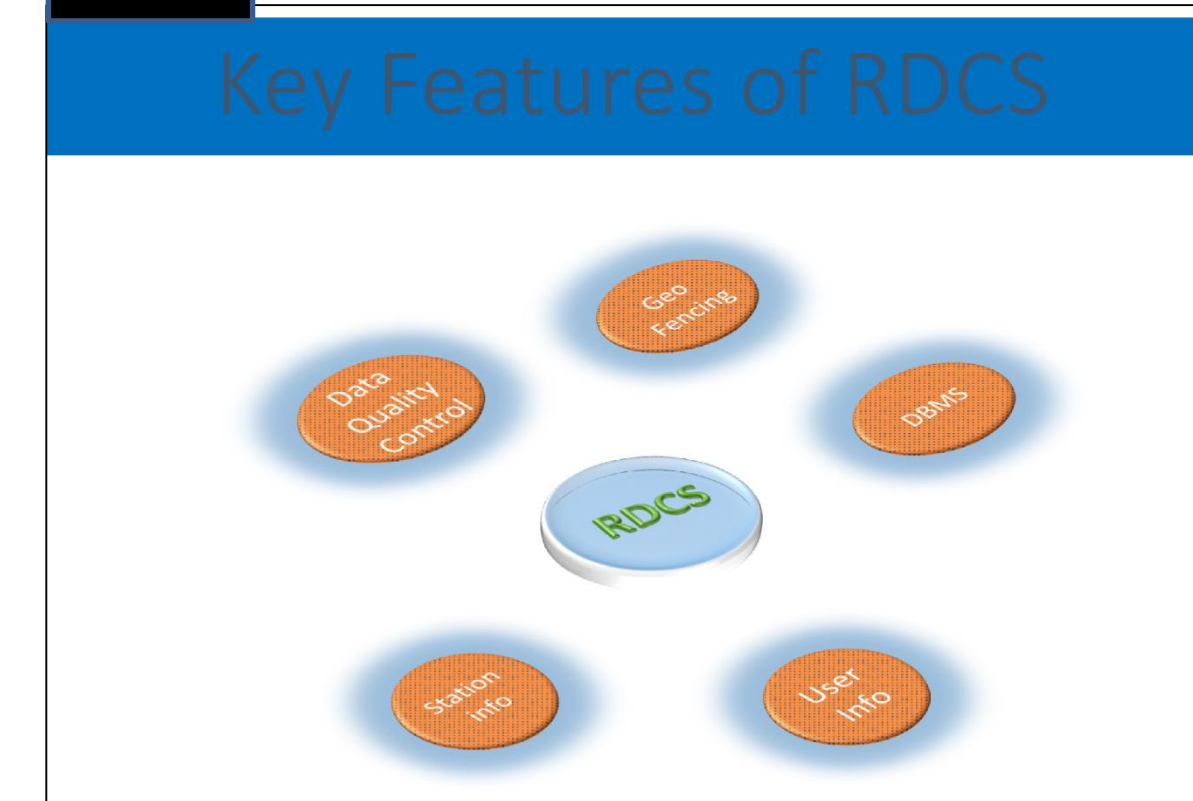 Key Features of RDCS
Geo
Fencing
Data
Quality
Control
DBMS
RDCS
Station
info
User
Info